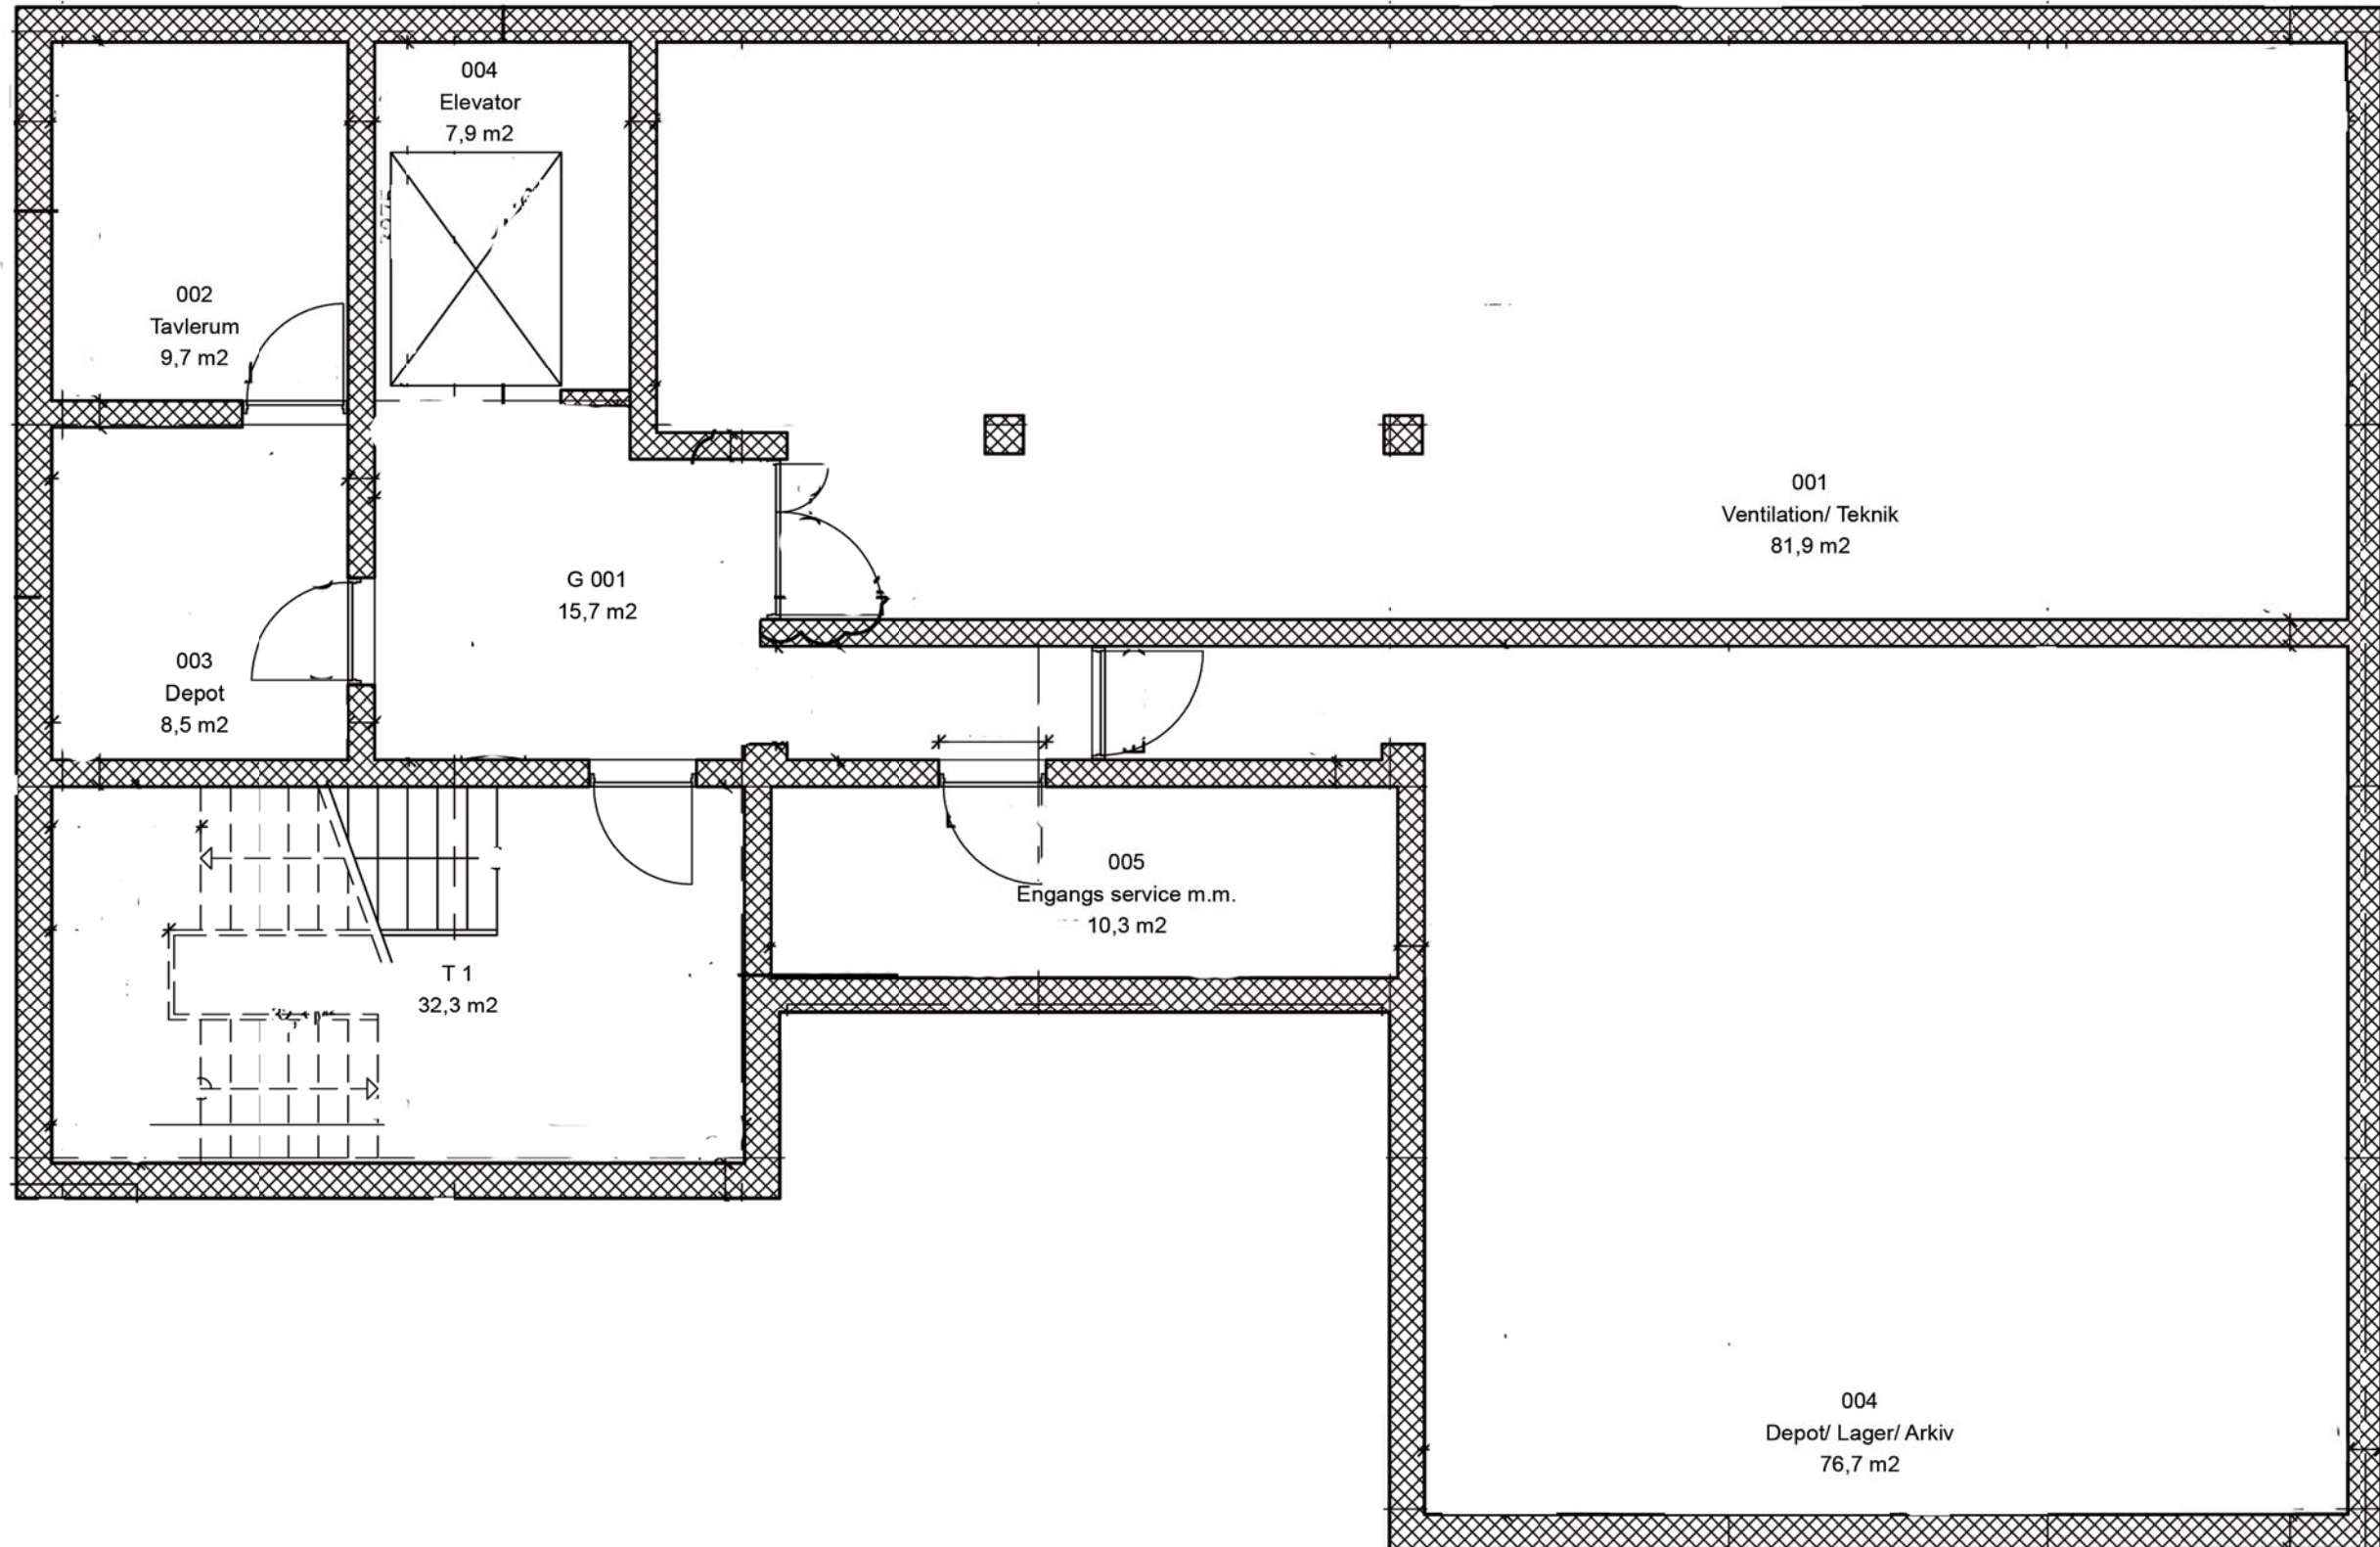 004
Elevator
7,9 m2
002
Tavlerum
9,7 m2
001
Ventilation/ Teknik
81,9 m2
G 001
15,7 m2
003
Depot
8,5 m2
005
Engangs service m.m.
10,3 m2
T 1
32,3 m2
004
Depot/ Lager/ Arkiv
76,7 m2